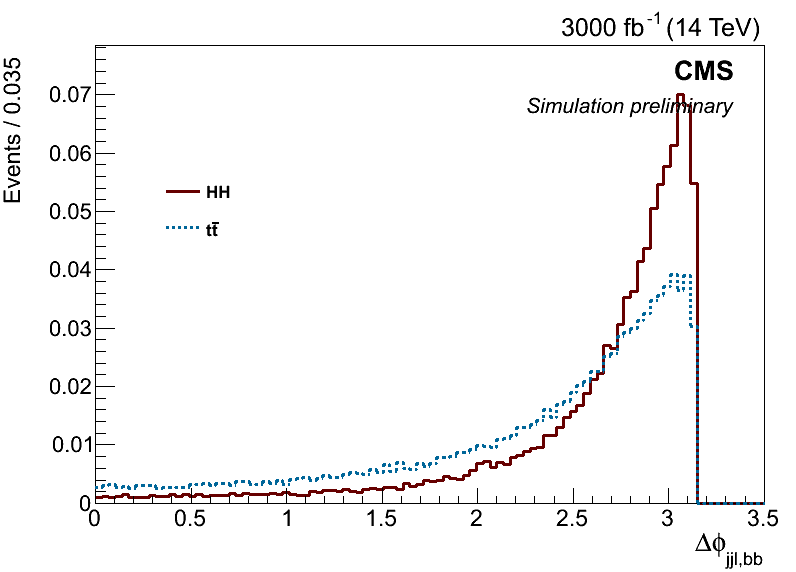 3000 fb⁻¹ (14 TeV)
CMS
Simulation preliminary
Events / 0.035
0.07
0.06
0.05
0.04
0.03
0.02
0.01
0
HH
tt̄
0 0.5 1 1.5 2 2.5 3 3.5
Δϕjjl,bb